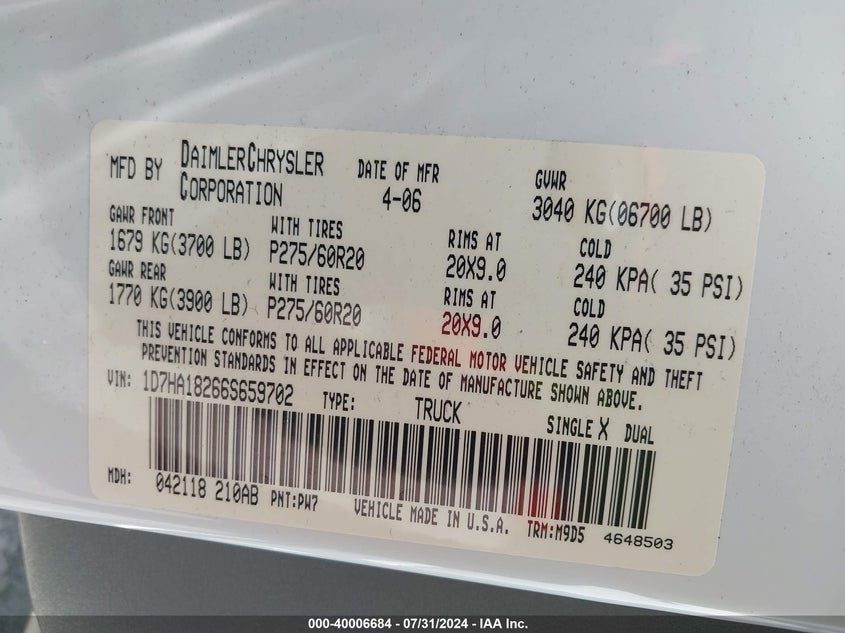 MFD BY DAIMLERCHRYSLER CORPORATION DATE OF MFR 4-06 GVWR 3040 KG(06700 LB)
GAWR FRONT WITH TIRES RIMS AT COLD
1679 KG(3700 LB) P275/60R20 20X9.0 240 KPA( 35 PSI)
GAWR REAR WITH TIRES RIMS AT COLD
1770 KG(3900 LB) P275/60R20 20X9.0 240 KPA( 35 PSI)
THIS VEHICLE CONFORMS TO ALL APPLICABLE FEDERAL MOTOR VEHICLE SAFETY AND THEFT
PREVENTION STANDARDS IN EFFECT ON THE DATE OF MANUFACTURE SHOWN ABOVE.
VIN: 1D7HA18266S659702 TYPE: TRUCK SINGLE X DUAL
MDH: 042118 210AB PNT:PW7 VEHICLE MADE IN U.S.A. TRM:M9D5 4648503
000-40006684 / 07/31/2024 - IAA Inc.